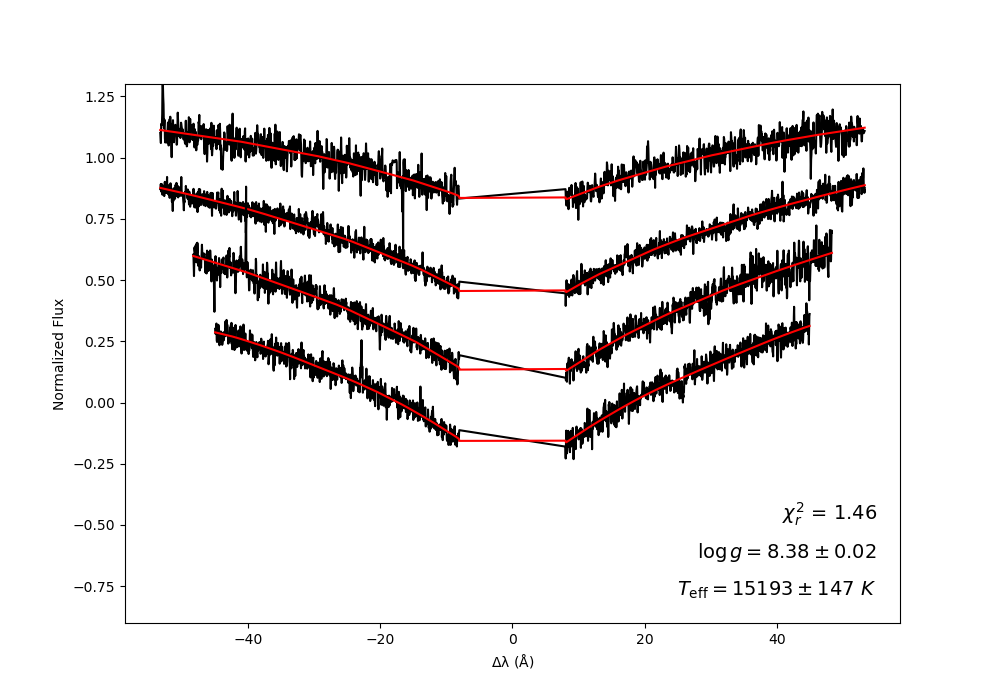 1.25
1.00
0.75
0.50
0.25
0.00
−0.25
−0.50
−0.75
Normalized Flux
χ²ᵣ = 1.46
log g = 8.38 ± 0.02
T_eff = 15193 ± 147 K
−40 −20 0 20 40
Δλ (Å)